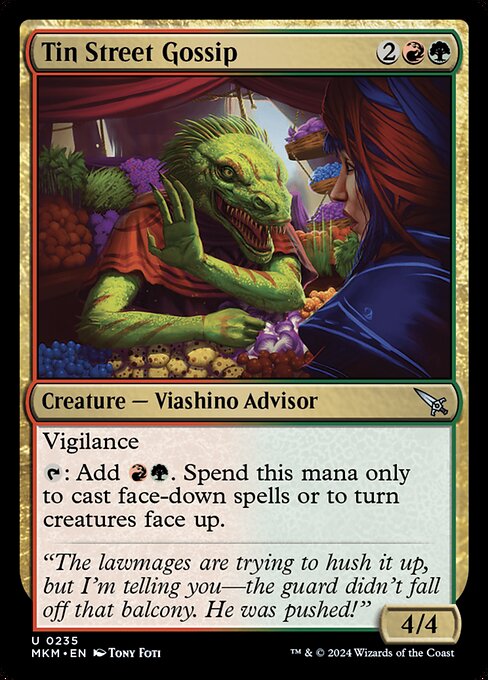 Tin Street Gossip 2
Creature — Viashino Advisor
Vigilance
: Add . Spend this mana only
to cast face-down spells or to turn
creatures face up.
“The lawmages are trying to hush it up,
but I’m telling you—the guard didn’t fall
off that balcony. He was pushed!”
4/4
U 0235
MKM • EN Tony Foti
™ & © 2024 Wizards of the Coast